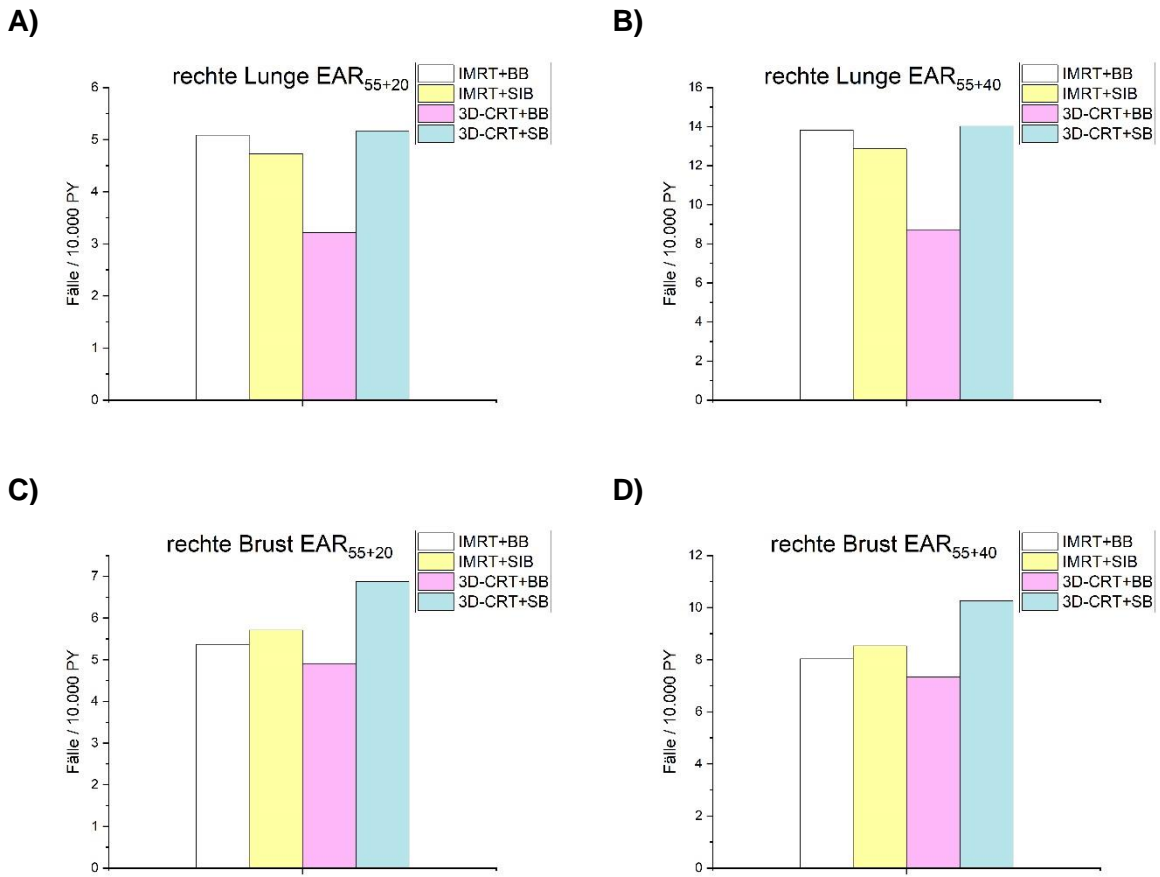 A)
rechte Lunge EAR55+20
IMRT+BB
IMRT+SIB
3D-CRT+BB
3D-CRT+SB
Fälle / 10.000 PY
6
5
4
3
2
1
0
B)
rechte Lunge EAR55+40
IMRT+BB
IMRT+SIB
3D-CRT+BB
3D-CRT+SB
Fälle / 10.000 PY
16
14
12
10
8
6
4
2
0
C)
rechte Brust EAR55+20
IMRT+BB
IMRT+SIB
3D-CRT+BB
3D-CRT+SB
Fälle / 10.000 PY
7
6
5
4
3
2
1
0
D)
rechte Brust EAR55+40
IMRT+BB
IMRT+SIB
3D-CRT+BB
3D-CRT+SB
Fälle / 10.000 PY
12
10
8
6
4
2
0